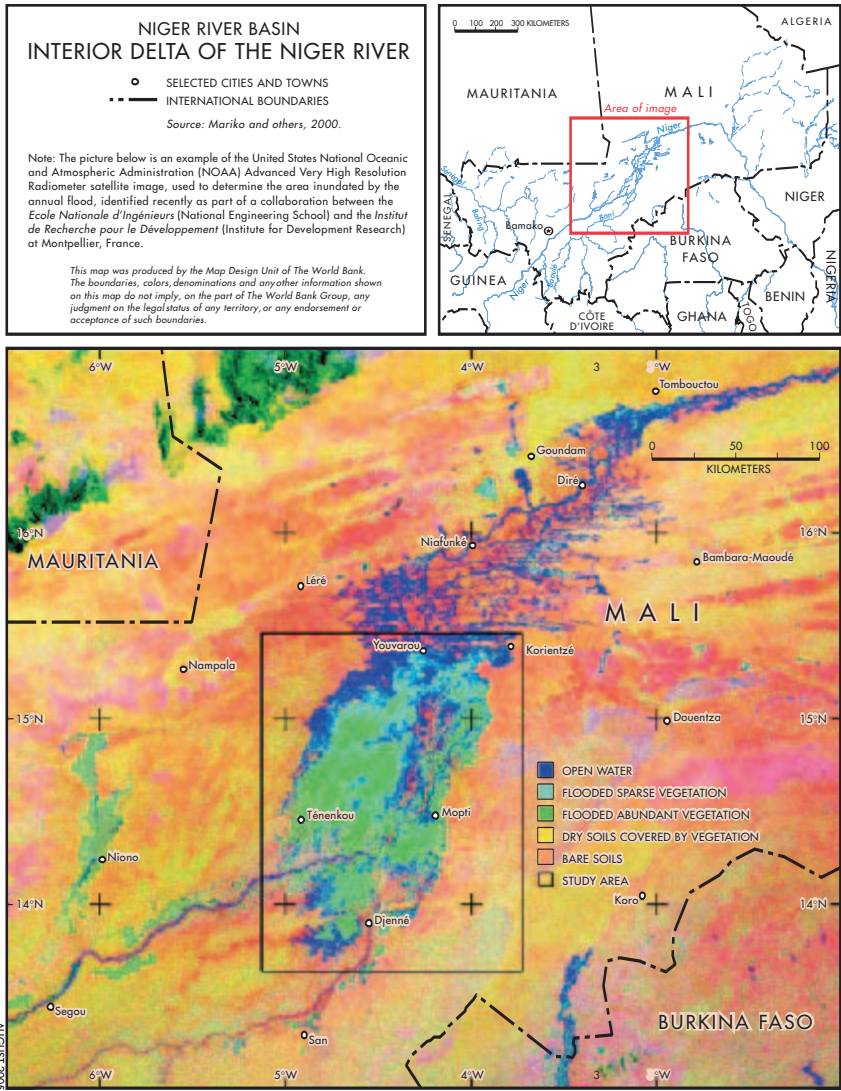 NIGER RIVER BASIN
INTERIOR DELTA OF THE NIGER RIVER
SELECTED CITIES AND TOWNS
INTERNATIONAL BOUNDARIES
Source: Mariko and others, 2000.
Note: The picture below is an example of the United States National Oceanic
and Atmospheric Administration (NOAA) Advanced Very High Resolution
Radiometer satellite image, used to determine the area inundated by the
annual flood, identified recently as part of a collaboration between the
Ecole Nationale d'Ingénieurs (National Engineering School) and the Institut
de Recherche pour le Développement (Institute for Development Research)
at Montpellier, France.
This map was produced by the Map Design Unit of The World Bank.
The boundaries, colors, denominations and any other information shown
on this map do not imply, on the part of The World Bank Group, any
judgment on the legal status of any territory, or any endorsement or
acceptance of such boundaries.
0 100 200 300 KILOMETERS
ALGERIA
MAURITANIA
MALI
Area of image
Niger
Senegal
Bafing
SENEGAL
Bamako
Bani
NIGER
BURKINA
FASO
GUINEA
Niger
NIGERIA
BENIN
CÔTE
D'IVOIRE
GHANA
TOGO
6°W
5°W
4°W
3
°W
Tombouctou
0 50 100
KILOMETERS
Goundam
Diré
16°N
16°N
Niafunké
MAURITANIA
Bambara-Maoudé
Léré
MALI
Youvarou
Korientzé
Nampala
15°N
15°N
Douentza
OPEN WATER
FLOODED SPARSE VEGETATION
FLOODED ABUNDANT VEGETATION
DRY SOILS COVERED BY VEGETATION
BARE SOILS
STUDY AREA
Ténenkou
Mopti
Niono
Koro
14°N
14°N
Djenné
Segou
San
BURKINA FASO
6°W
5°W
4°W
3
°W